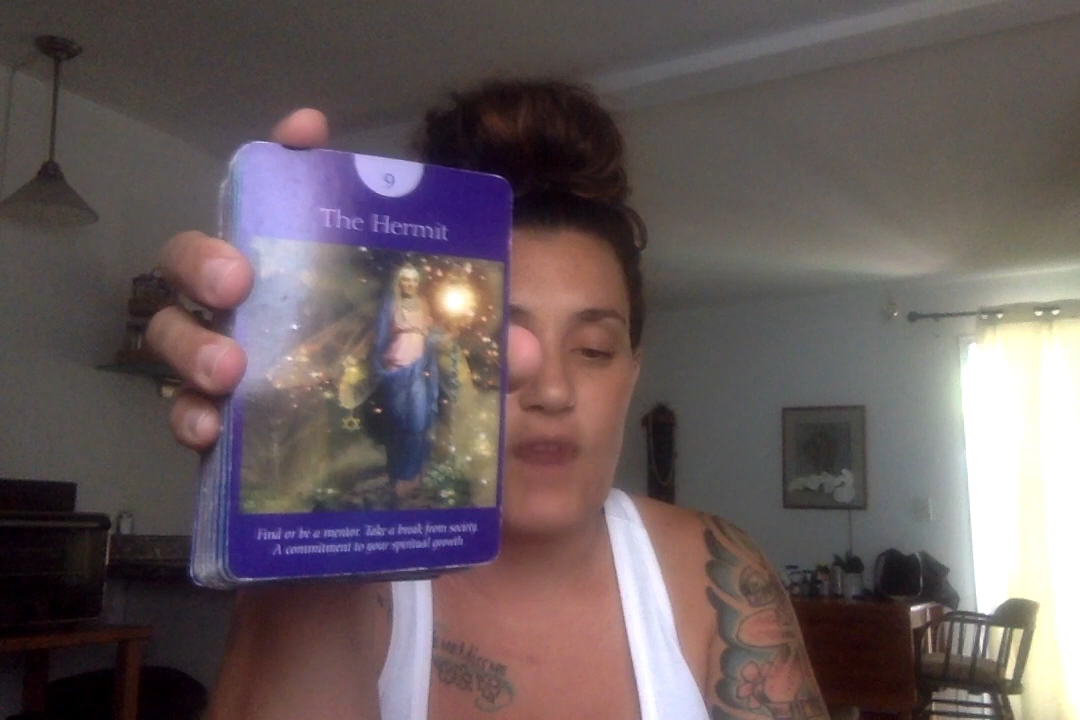 9
The Hermit
Find or be a mentor. Take a break from society.
A commitment to your spiritual growth